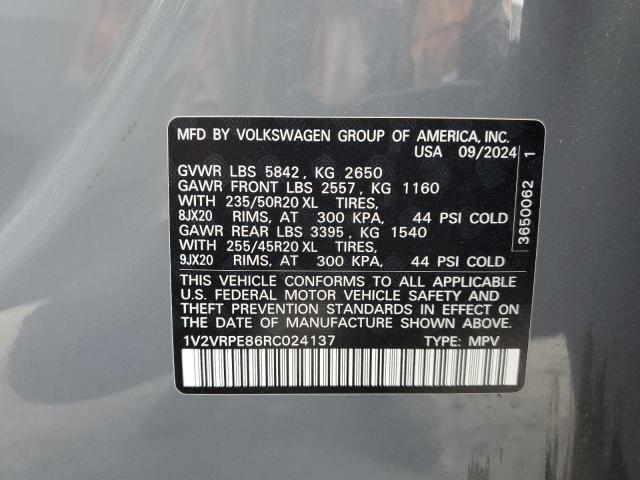 MFD BY VOLKSWAGEN GROUP OF AMERICA, INC.
USA 09/2024
GVWR LBS 5842, KG 2650
GAWR FRONT LBS 2557, KG 1160
WITH 235/50R20 XL TIRES,
8JX20 RIMS, AT 300 KPA, 44 PSI COLD
GAWR REAR LBS 3395, KG 1540
WITH 255/45R20 XL TIRES,
9JX20 RIMS, AT 300 KPA, 44 PSI COLD
THIS VEHICLE CONFORMS TO ALL APPLICABLE
U.S. FEDERAL MOTOR VEHICLE SAFETY AND
THEFT PREVENTION STANDARDS IN EFFECT ON
THE DATE OF MANUFACTURE SHOWN ABOVE.
1V2VRPE86RC024137 TYPE: MPV
3650062 1